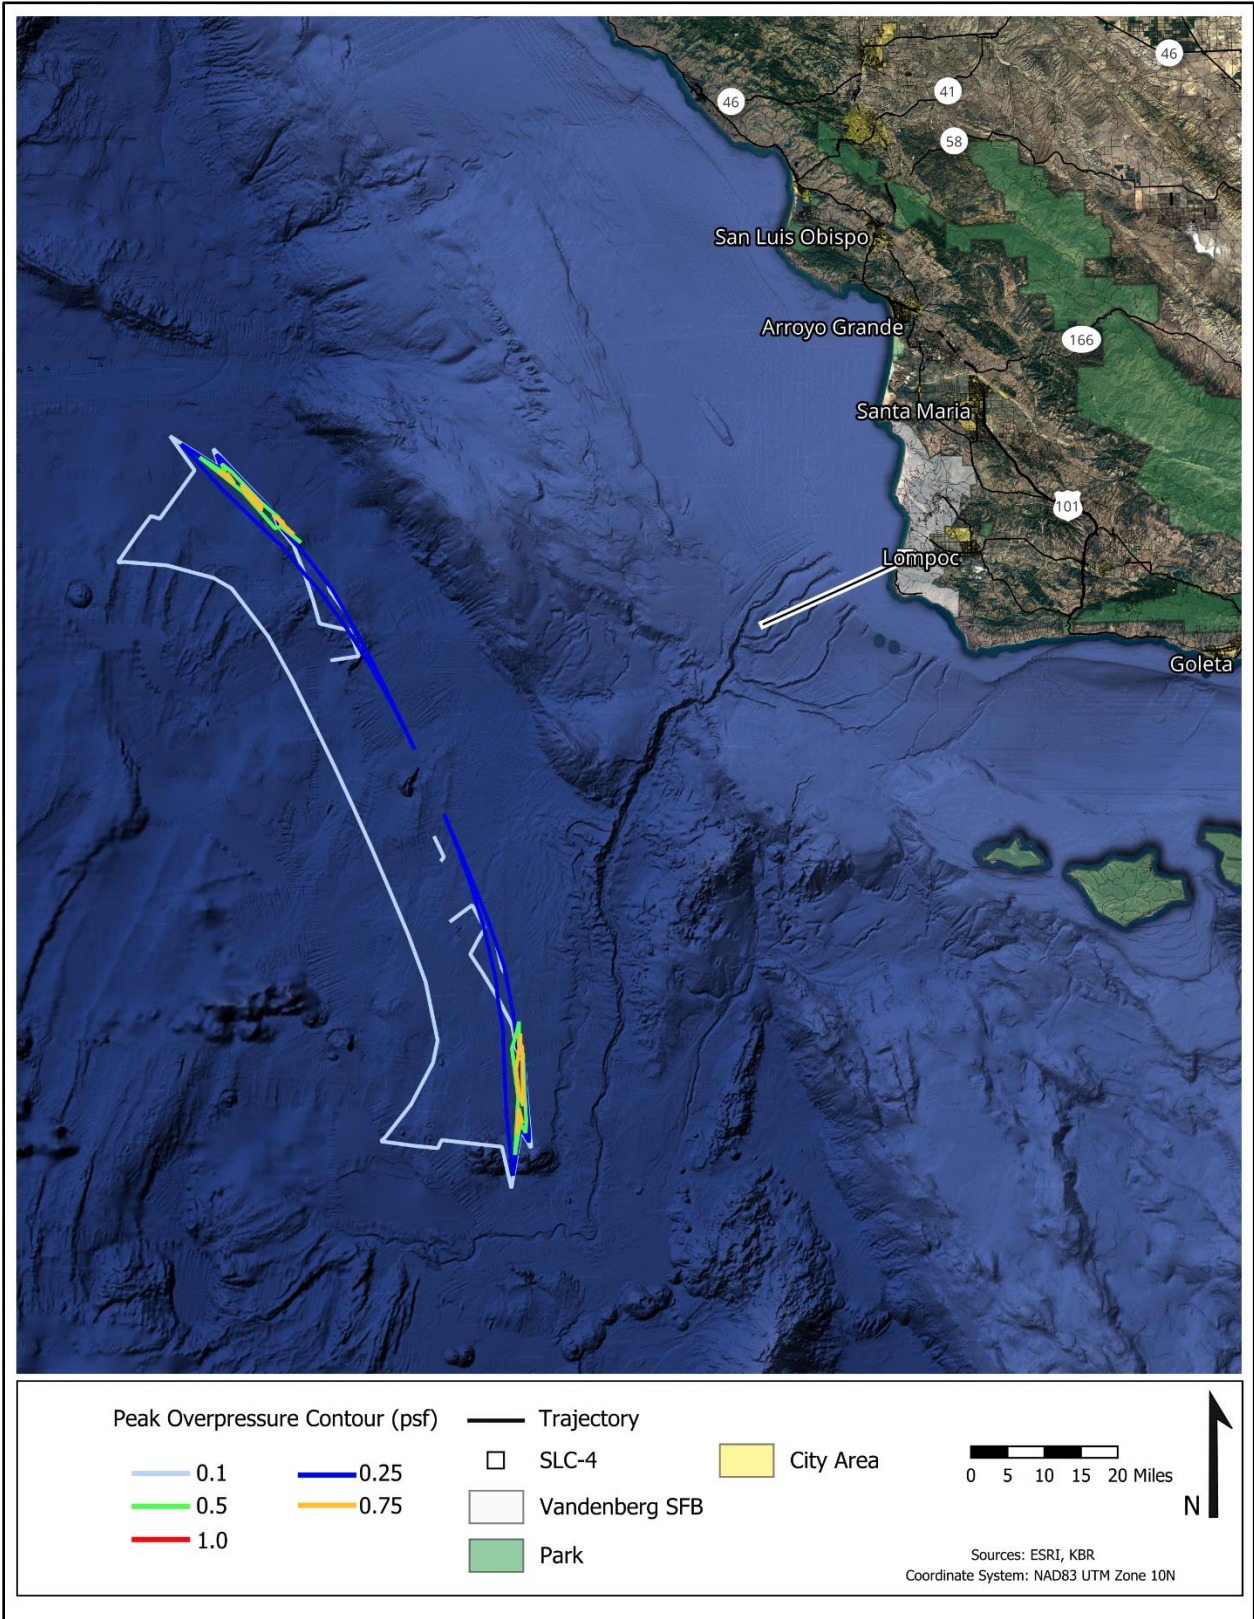 46
46
41
58
San Luis Obispo
Arroyo Grande
166
Santa Maria
101
Lompoc
Goleta
Peak Overpressure Contour (psf)
0.1
0.25
0.5
0.75
1.0
Trajectory
SLC-4
Vandenberg SFB
Park
City Area
0 5 10 15 20 Miles
N
Sources: ESRI, KBR
Coordinate System: NAD83 UTM Zone 10N